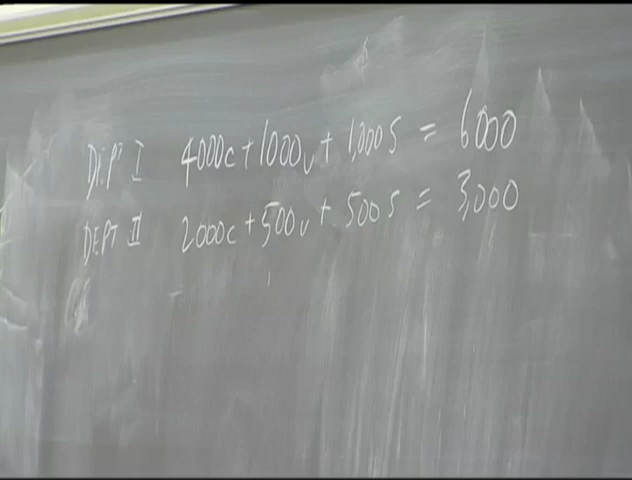 DEPT I 4000c + 1000v + 1,000s = 6000
DEPT II 2000c + 500v + 500s = 3,000